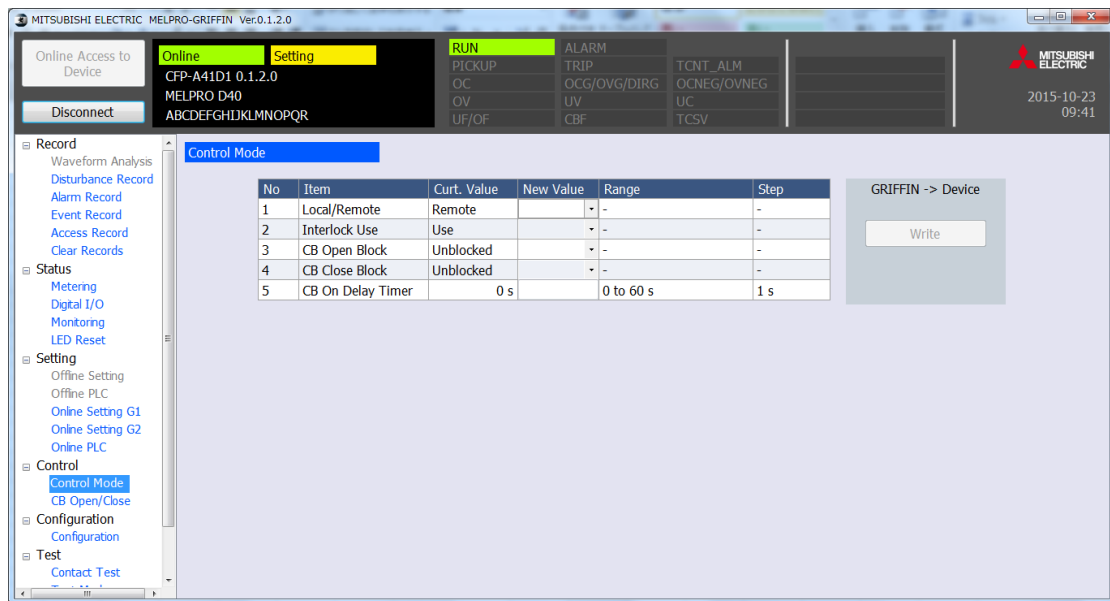 MITSUBISHI ELECTRIC MELPRO-GRIFFIN Ver.0.1.2.0
Online Access to
Device
Disconnect
Online Setting
CFP-A41D1 0.1.2.0
MELPRO D40
ABCDEFGHIJKLMNOPQR
RUN ALARM
PICKUP TRIP TCNT_ALM
OC OCG/OVG/DIRG OCNEG/OVNEG
OV UV UC
UF/OF CBF TCSV
MITSUBISHI
ELECTRIC
2015-10-23
09:41
Record
Waveform Analysis
Disturbance Record
Alarm Record
Event Record
Access Record
Clear Records
Status
Metering
Digital I/O
Monitoring
LED Reset
Setting
Offline Setting
Offline PLC
Online Setting G1
Online Setting G2
Online PLC
Control
Control Mode
CB Open/Close
Configuration
Configuration
Test
Contact Test
Control Mode
No Item Curt. Value New Value Range Step
1 Local/Remote Remote - -
2 Interlock Use Use - -
3 CB Open Block Unblocked - -
4 CB Close Block Unblocked - -
5 CB On Delay Timer 0 s 0 to 60 s 1 s
GRIFFIN -> Device
Write